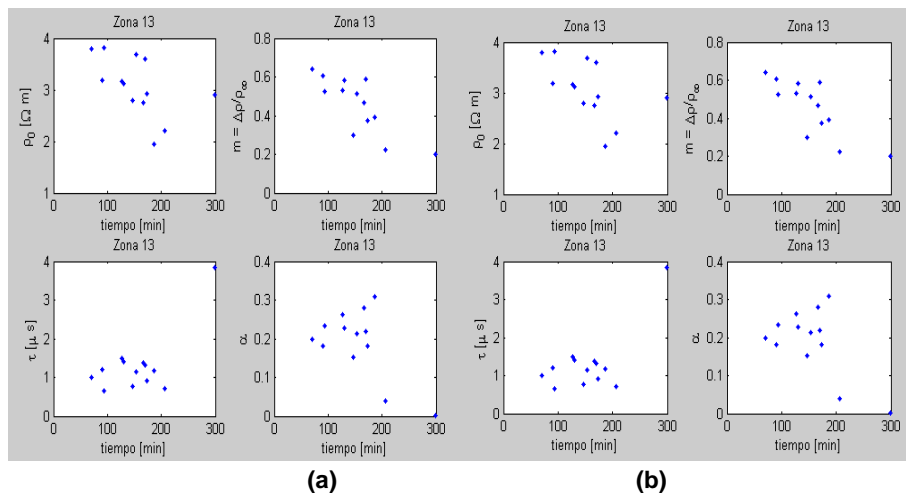 Zona 13
4
3
2
1
0
100
200
300
ρ0 [Ω m]
tiempo [min]
Zona 13
0.8
0.6
0.4
0.2
0
0
100
200
300
m = Δρ/ρ∞
tiempo [min]
Zona 13
4
3
2
1
0
100
200
300
ρ0 [Ω m]
tiempo [min]
Zona 13
0.8
0.6
0.4
0.2
0
0
100
200
300
m = Δρ/ρ∞
tiempo [min]
Zona 13
4
3
2
1
0
0
100
200
300
τ [μ s]
tiempo [min]
Zona 13
0.4
0.3
0.2
0.1
0
0
100
200
300
α
tiempo [min]
Zona 13
4
3
2
1
0
0
100
200
300
τ [μ s]
tiempo [min]
Zona 13
0.4
0.3
0.2
0.1
0
0
100
200
300
α
tiempo [min]
(a)
(b)